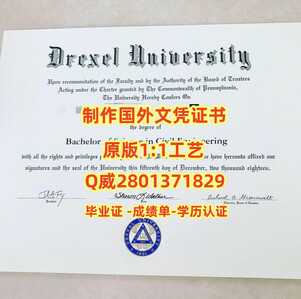 Drexel University
Upon recommendation of the Faculty and by the Authority of the Board of Trustees
Acting under the Charter granted by The Commonwealth of Pennsylvania,
The University Hereby Confers On
制作国外文凭证书
the degree of
Bachelor of Civil Engineering
原版1:1工艺
with all the rights and privileges have hereunto affixed our
signatures and the seal of the University this fifteenth day of December, two thousand eighteen.
Q威2801371829
毕业证 -成绩单-学历认证